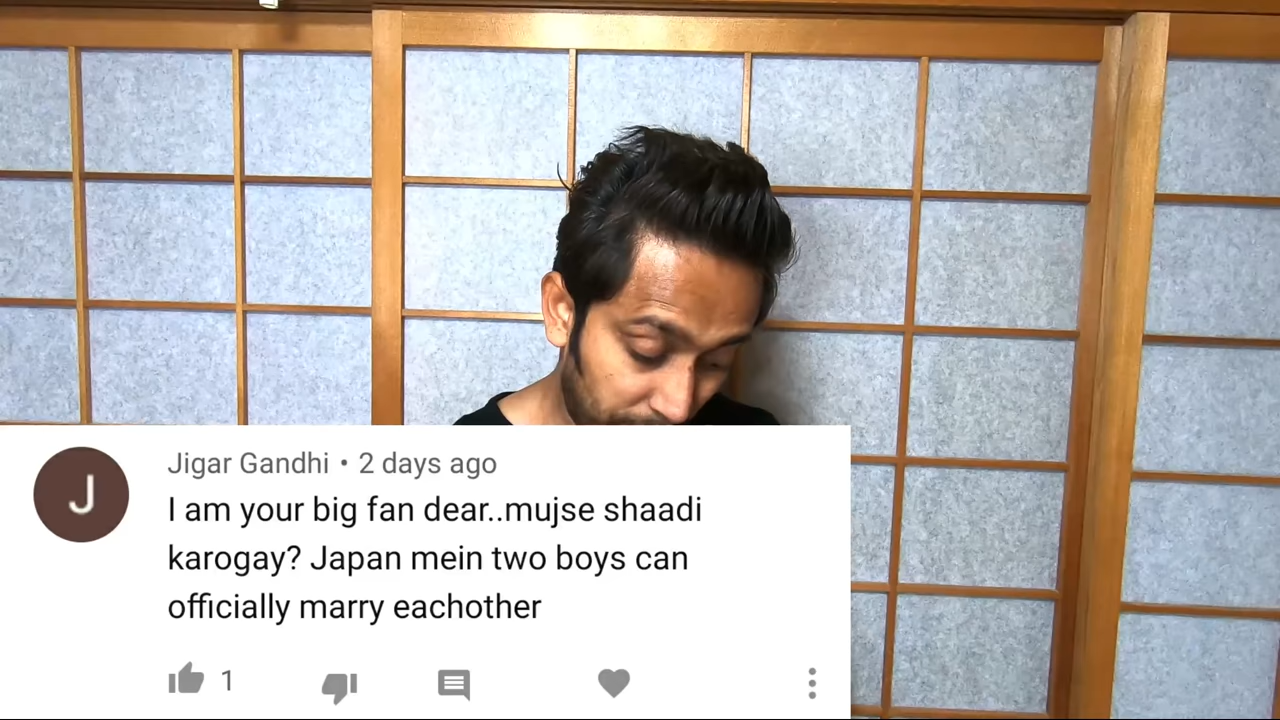 J
Jigar Gandhi • 2 days ago
I am your big fan dear..mujse shaadi
karogay? Japan mein two boys can
officially marry eachother
1